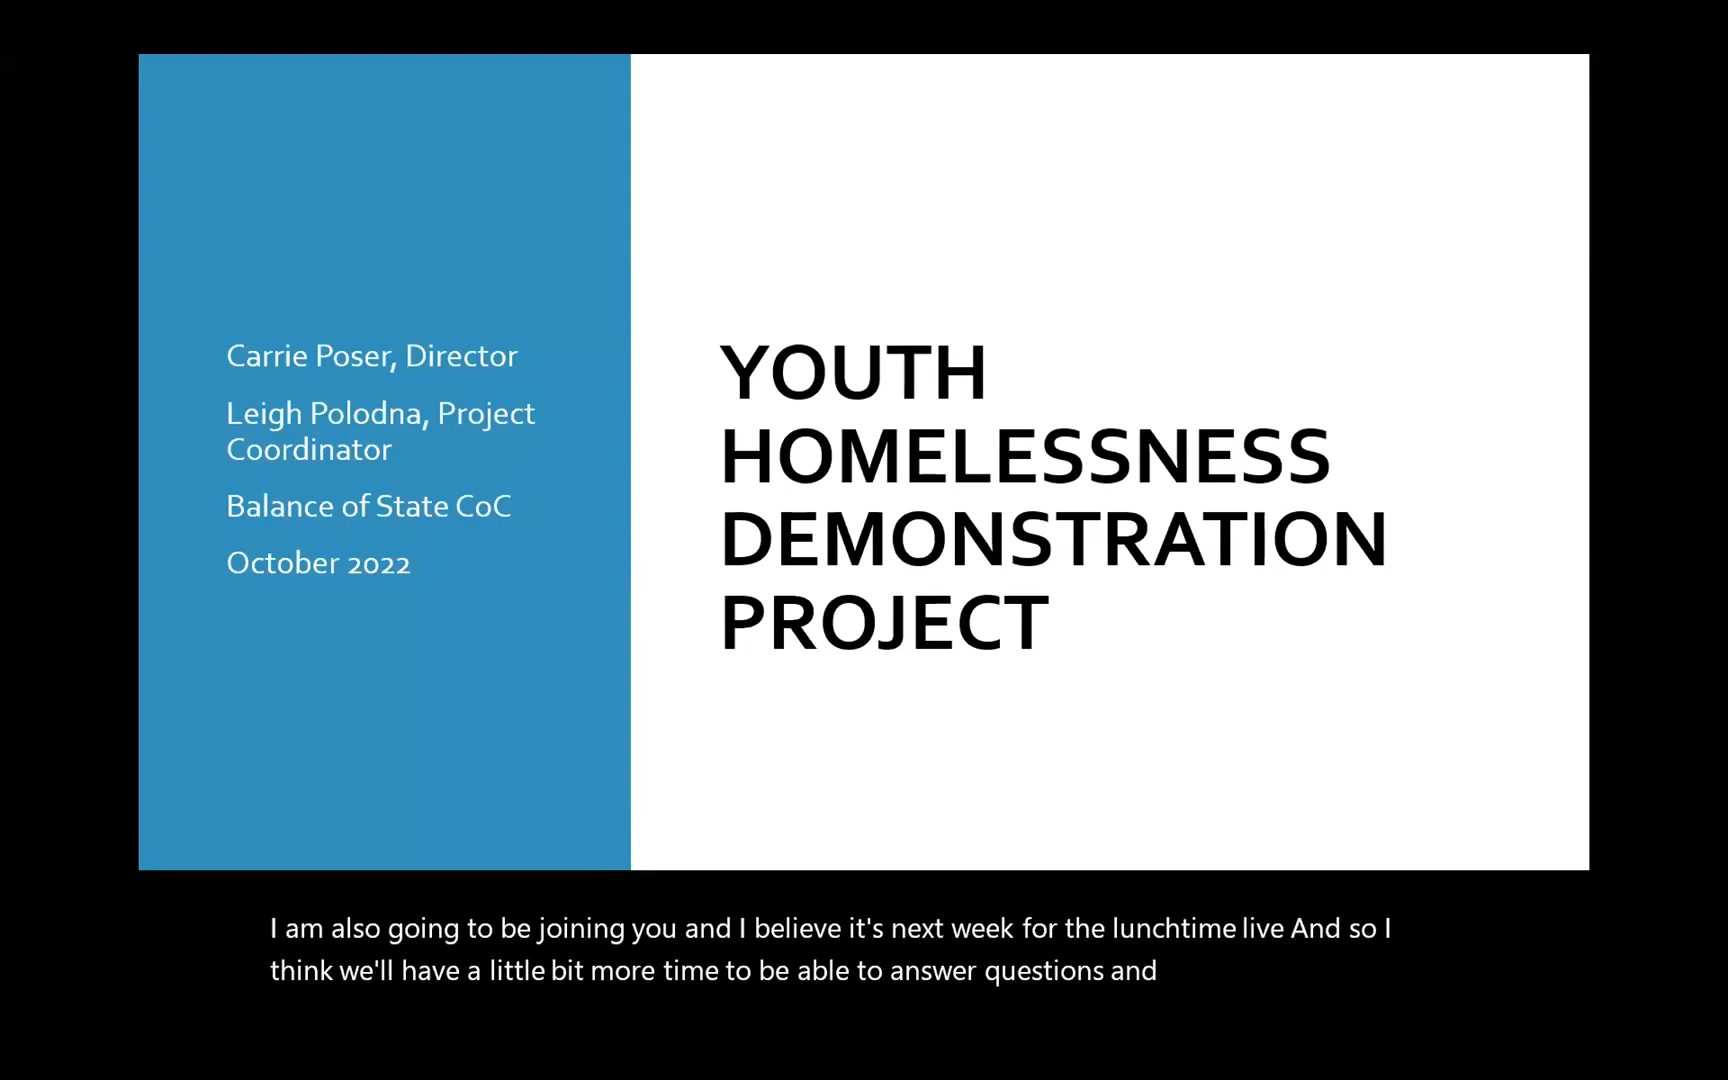 Carrie Poser, Director
Leigh Polodna, Project
Coordinator
Balance of State CoC
October 2022
YOUTH
HOMELESSNESS
DEMONSTRATION
PROJECT
I am also going to be joining you and I believe it's next week for the lunchtime live And so I
think we'll have a little bit more time to be able to answer questions and